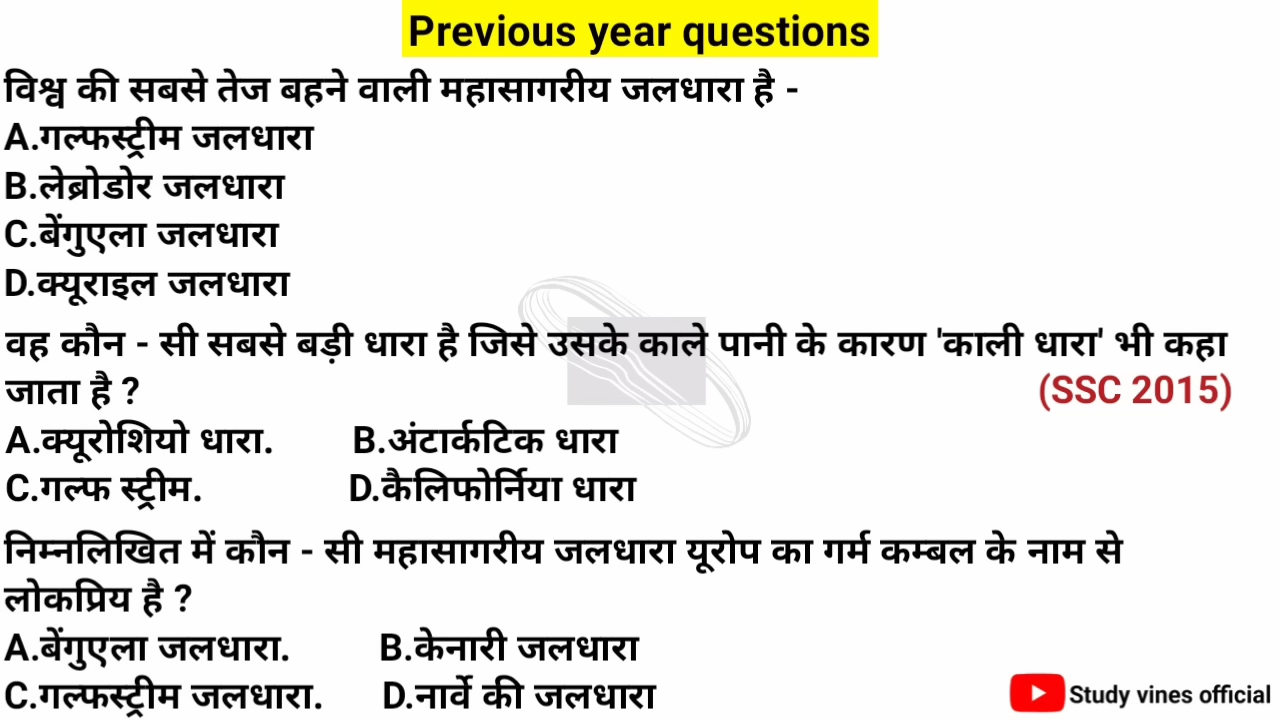 Previous year questions
विश्व की सबसे तेज बहने वाली महासागरीय जलधारा है -
A.गल्फस्ट्रीम जलधारा
B.लेब्रोडोर जलधारा
C.बेंगुएला जलधारा
D.क्यूराइल जलधारा
वह कौन - सी सबसे बड़ी धारा है जिसे उसके काले पानी के कारण 'काली धारा' भी कहा
जाता है ? (SSC 2015)
A.क्यूरोशियो धारा. B.अंटार्कटिक धारा
C.गल्फ स्ट्रीम. D.कैलिफोर्निया धारा
निम्नलिखित में कौन - सी महासागरीय जलधारा यूरोप का गर्म कम्बल के नाम से
लोकप्रिय है ?
A.बेंगुएला जलधारा. B.केनारी जलधारा
C.गल्फस्ट्रीम जलधारा. D.नार्वे की जलधारा
Study vines official